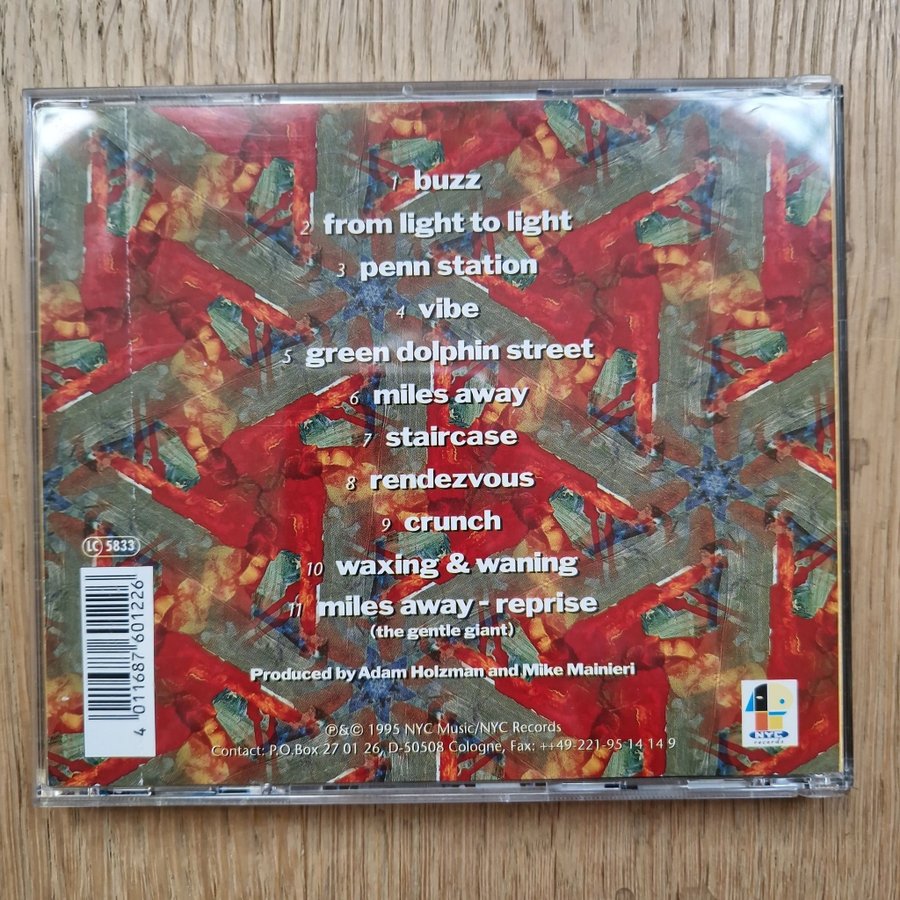 1 buzz
2 from light to light
3 penn station
4 vibe
5 green dolphin street
6 miles away
7 staircase
8 rendezvous
9 crunch
10 waxing & waning
11 miles away - reprise
(the gentle giant)
Produced by Adam Holzman and Mike Mainieri
℗&© 1995 NYC Music/NYC Records
Contact: P.O.Box 27 01 26, D-50508 Cologne, Fax: ++49-221-95 14 14 9
LC 5833
4 011687 601226
NYC
records